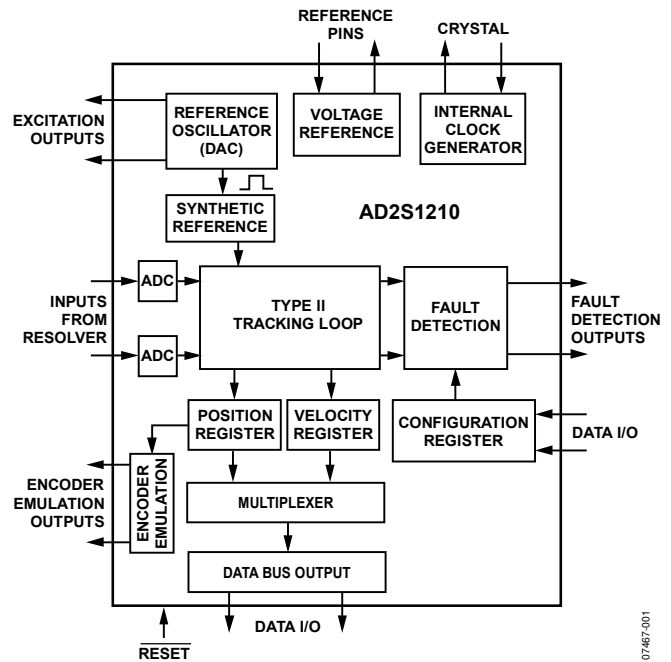 REFERENCE
PINS
CRYSTAL
EXCITATION
OUTPUTS
REFERENCE
OSCILLATOR
(DAC)
VOLTAGE
REFERENCE
INTERNAL
CLOCK
GENERATOR
SYNTHETIC
REFERENCE
AD2S1210
INPUTS
FROM
RESOLVER
ADC
ADC
TYPE II
TRACKING LOOP
FAULT
DETECTION
FAULT
DETECTION
OUTPUTS
POSITION
REGISTER
VELOCITY
REGISTER
CONFIGURATION
REGISTER
DATA I/O
ENCODER
EMULATION
OUTPUTS
ENCODER
EMULATION
MULTIPLEXER
DATA BUS OUTPUT
DATA I/O
RESET
07467-001